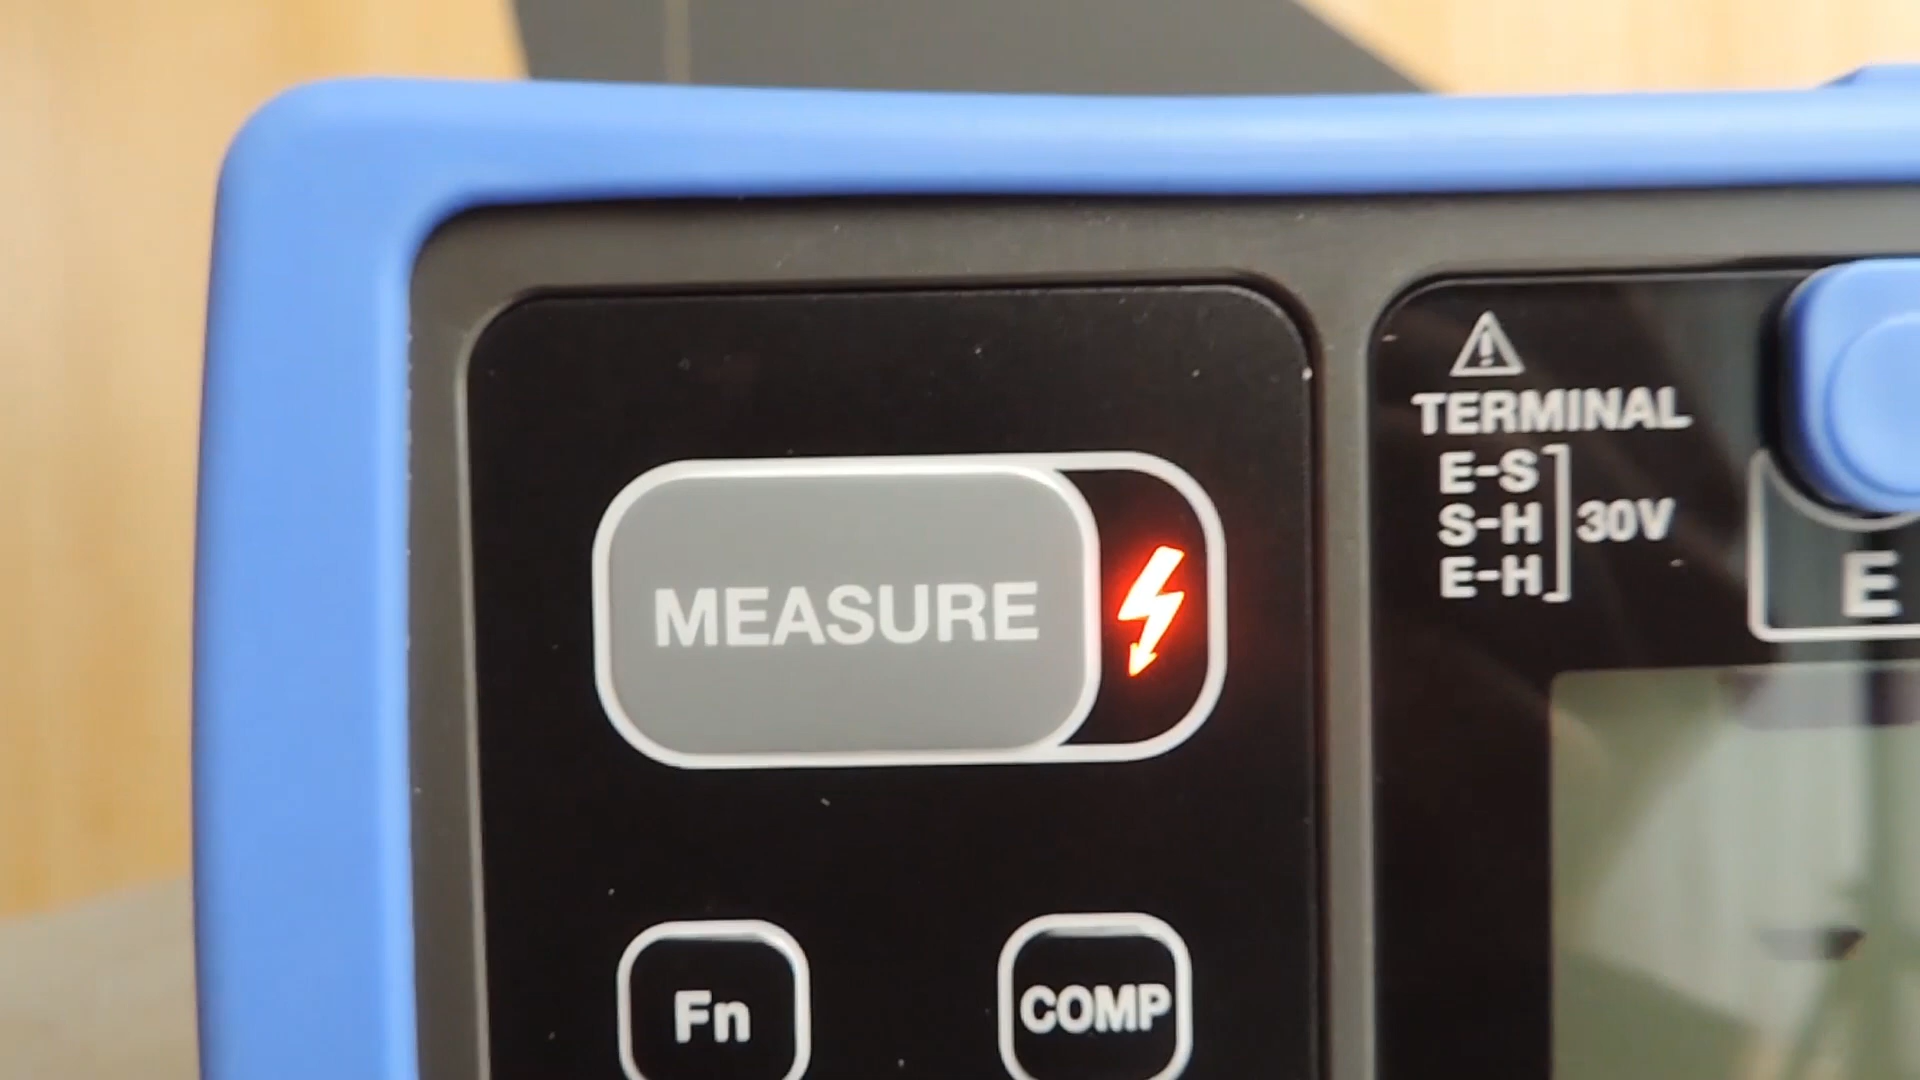 MEASURE
Fn
COMP
TERMINAL
E-S
S-H
E-H
30V
E